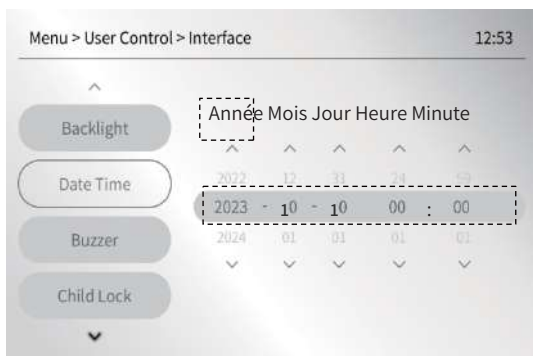 Menu > User Control > Interface 12:53
Backlight
Date Time
Buzzer
Child Lock
Année Mois Jour Heure Minute
2022 12 31 24 59
2023 - 10 - 10 00 : 00
2024 01 01 01 01